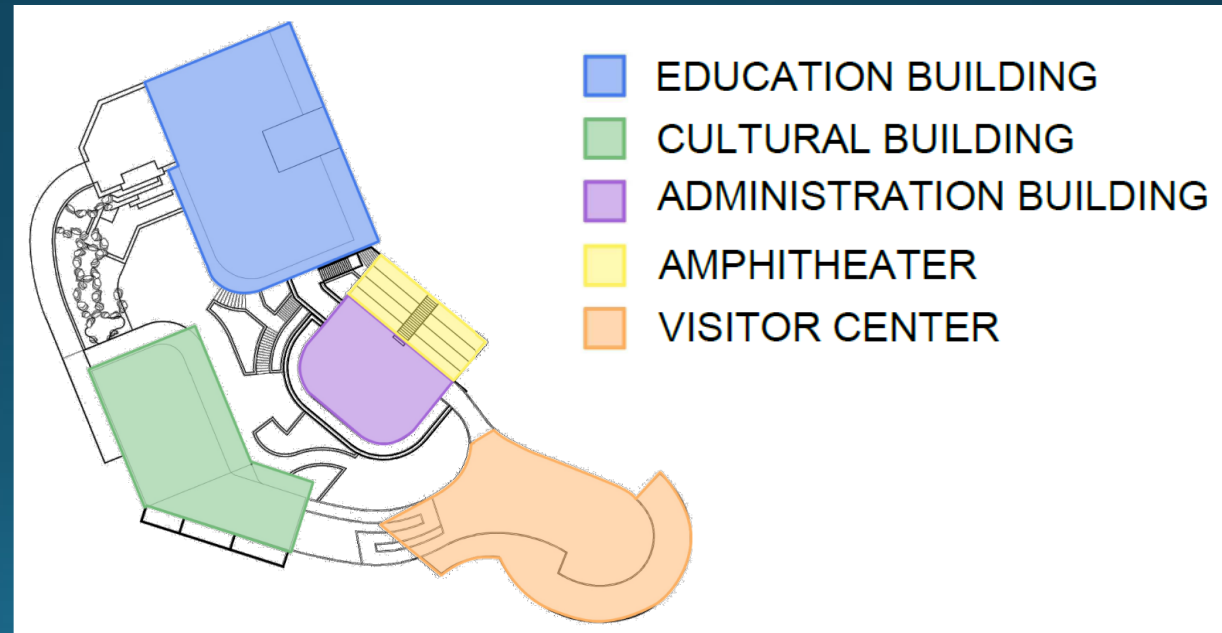 EDUCATION BUILDING
CULTURAL BUILDING
ADMINISTRATION BUILDING
AMPHITHEATER
VISITOR CENTER